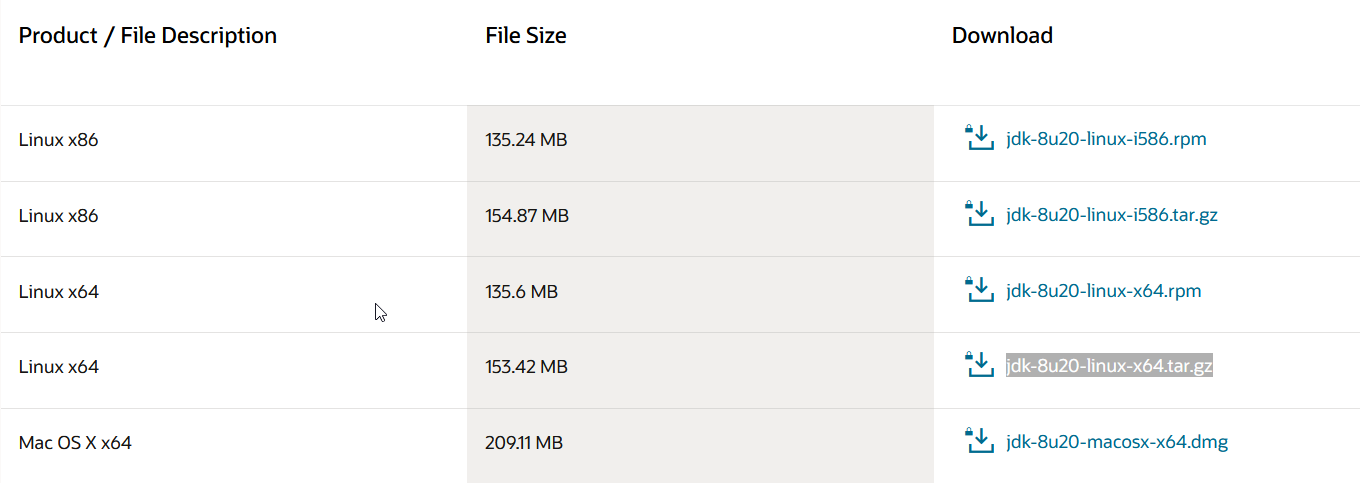 Product / File Description File Size Download
Linux x86 135.24 MB jdk-8u20-linux-i586.rpm
Linux x86 154.87 MB jdk-8u20-linux-i586.tar.gz
Linux x64 135.6 MB jdk-8u20-linux-x64.rpm
Linux x64 153.42 MB jdk-8u20-linux-x64.tar.gz
Mac OS X x64 209.11 MB jdk-8u20-macosx-x64.dmg